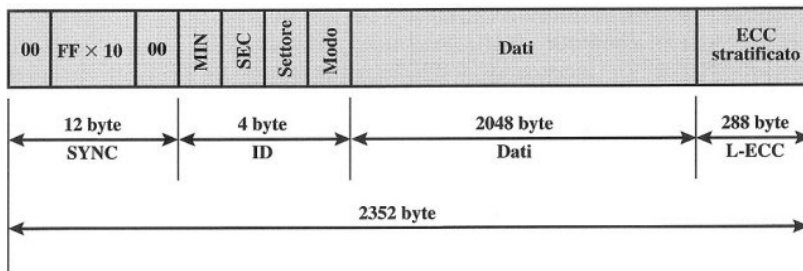 00 FF × 10 00 MIN SEC Settore Modo Dati ECC stratificato
12 byte 4 byte 2048 byte 288 byte
SYNC ID Dati L-ECC
2352 byte